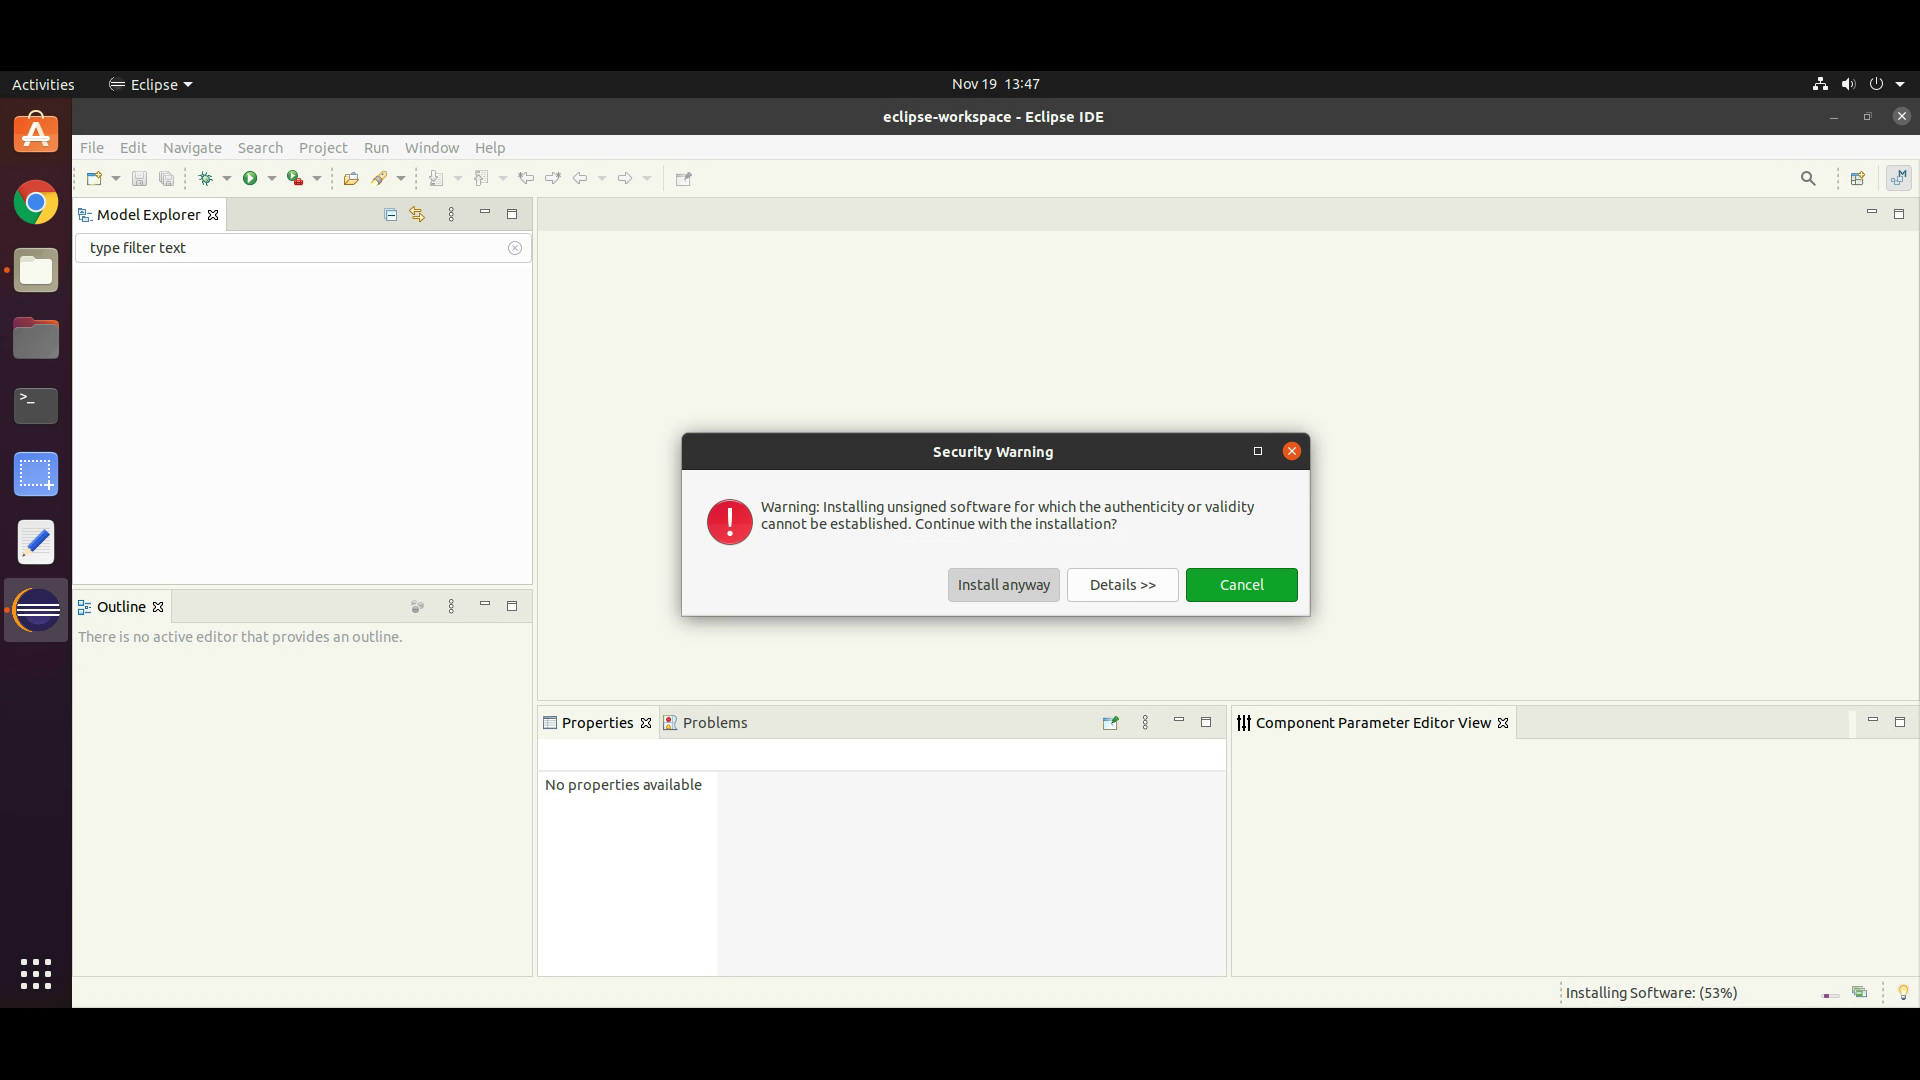 Activities
Eclipse
Nov 19 13:47
eclipse-workspace - Eclipse IDE
File Edit Navigate Search Project Run Window Help
Model Explorer
type filter text
Security Warning
Warning: Installing unsigned software for which the authenticity or validity
cannot be established. Continue with the installation?
Install anyway
Details >>
Cancel
Outline
There is no active editor that provides an outline.
Properties
Problems
Component Parameter Editor View
No properties available
Installing Software: (53%)